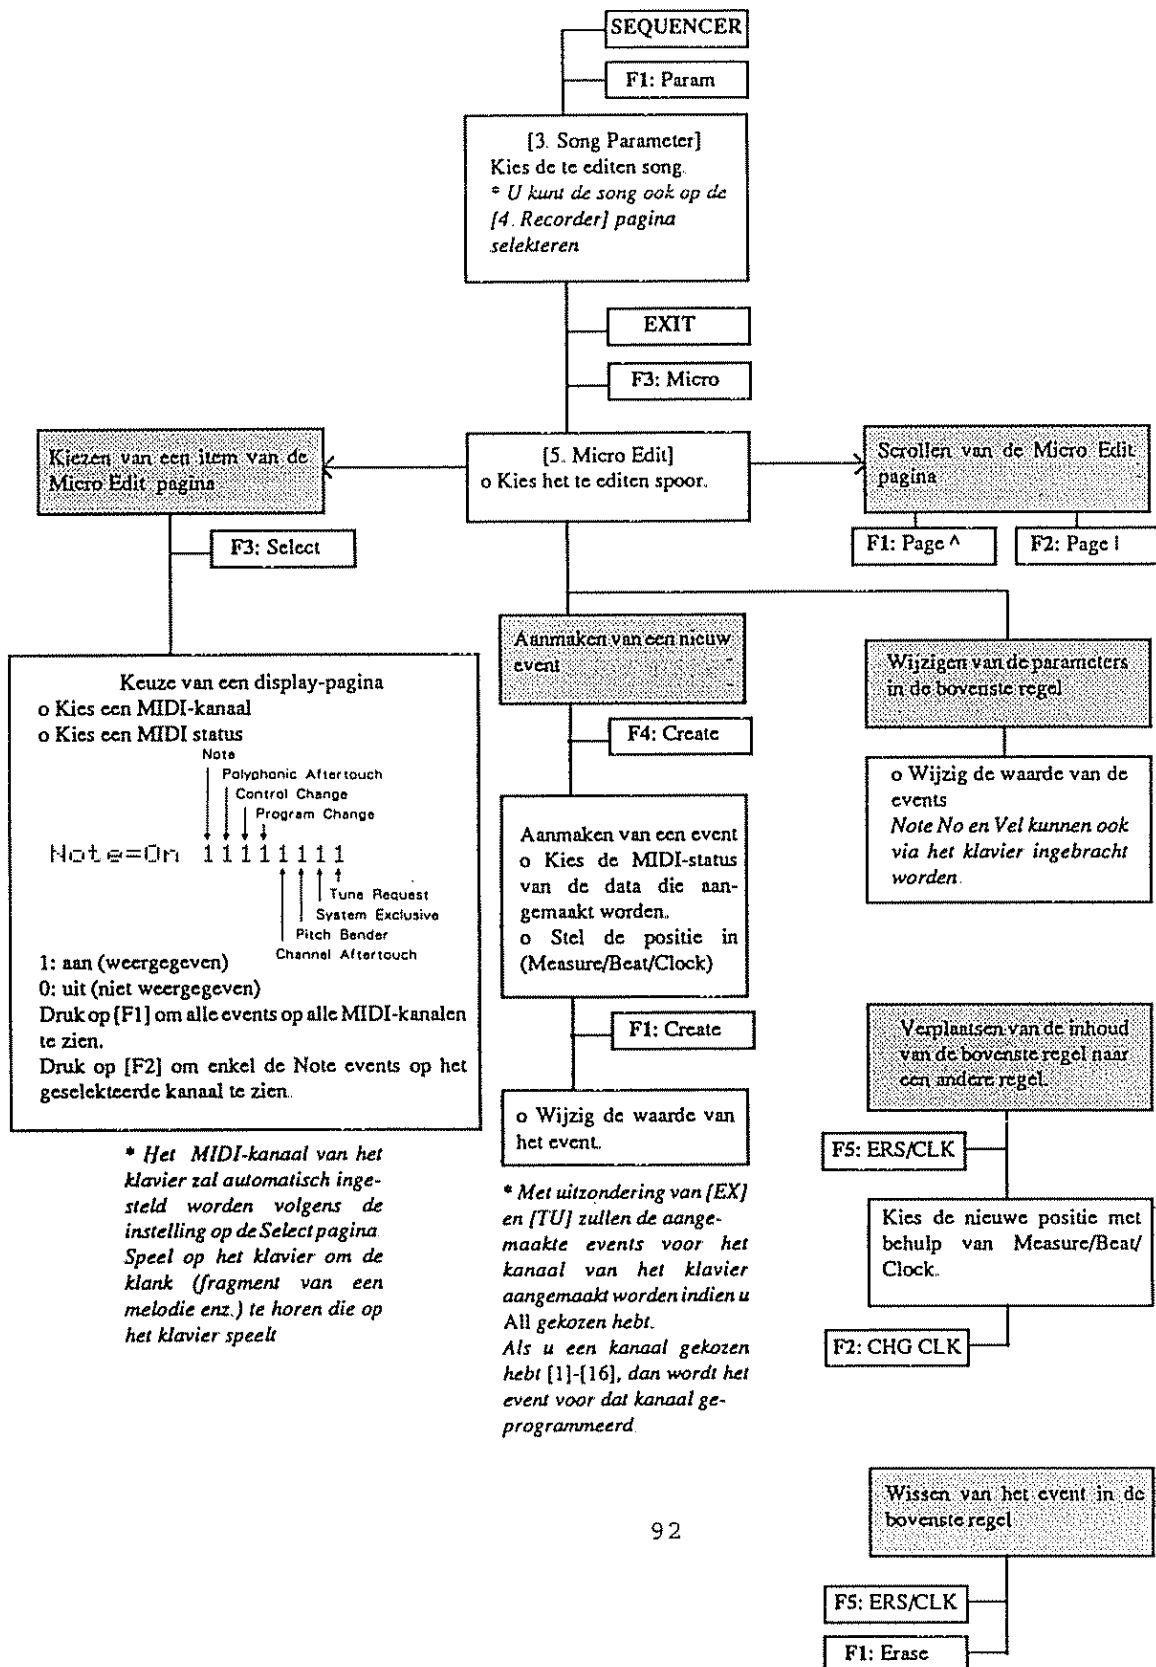 SEQUENCER
F1: Param
[3. Song Parameter]
Kies de te editen song.
* U kunt de song ook op de
[4. Recorder] pagina
selekteren
EXIT
F3: Micro
Kiezen van een item van de
Micro Edit pagina
[5. Micro Edit]
o Kies het te editen spoor.
Scrollen van de Micro Edit
pagina
F3: Select
F1: Page ^
F2: Page |
Keuze van een display-pagina
o Kies een MIDI-kanaal
o Kies een MIDI status
Note
Polyphonic Aftertouch
Control Change
Program Change
Note=On 11111111
Tune Request
System Exclusive
Pitch Bender
Channel Aftertouch
1: aan (weergegeven)
0: uit (niet weergegeven)
Druk op [F1] om alle events op alle MIDI-kanalen
te zien.
Druk op [F2] om enkel de Note events op het
geselekteerde kanaal te zien.
* Het MIDI-kanaal van het
klavier zal automatisch inge-
steld worden volgens de
instelling op de Select pagina.
Speel op het klavier om de
klank (fragment van een
melodie enz.) te horen die op
het klavier speelt
Aanmaken van een nieuw
event
F4: Create
Aanmaken van een event
o Kies de MIDI-status
van de data die aan-
gemaakt worden.
o Stel de positie in
(Measure/Beat/Clock)
F1: Create
o Wijzig de waarde van
het event.
* Met uitzondering van [EX]
en [TU] zullen de aange-
maakte events voor het
kanaal van het klavier
aangemaakt worden indien u
All gekozen hebt.
Als u een kanaal gekozen
hebt [1]-[16], dan wordt het
event voor dat kanaal ge-
programmeerd.
Wijzigen van de parameters
in de bovenste regel
o Wijzig de waarde van de
events
Note No en Vel kunnen ook
via het klavier ingebracht
worden.
Verplaatsen van de inhoud
van de bovenste regel naar
een andere regel.
F5: ERS/CLK
Kies de nieuwe positie met
behulp van Measure/Beat/
Clock.
F2: CHG CLK
Wissen van het event in de
bovenste regel
F5: ERS/CLK
F1: Erase
92